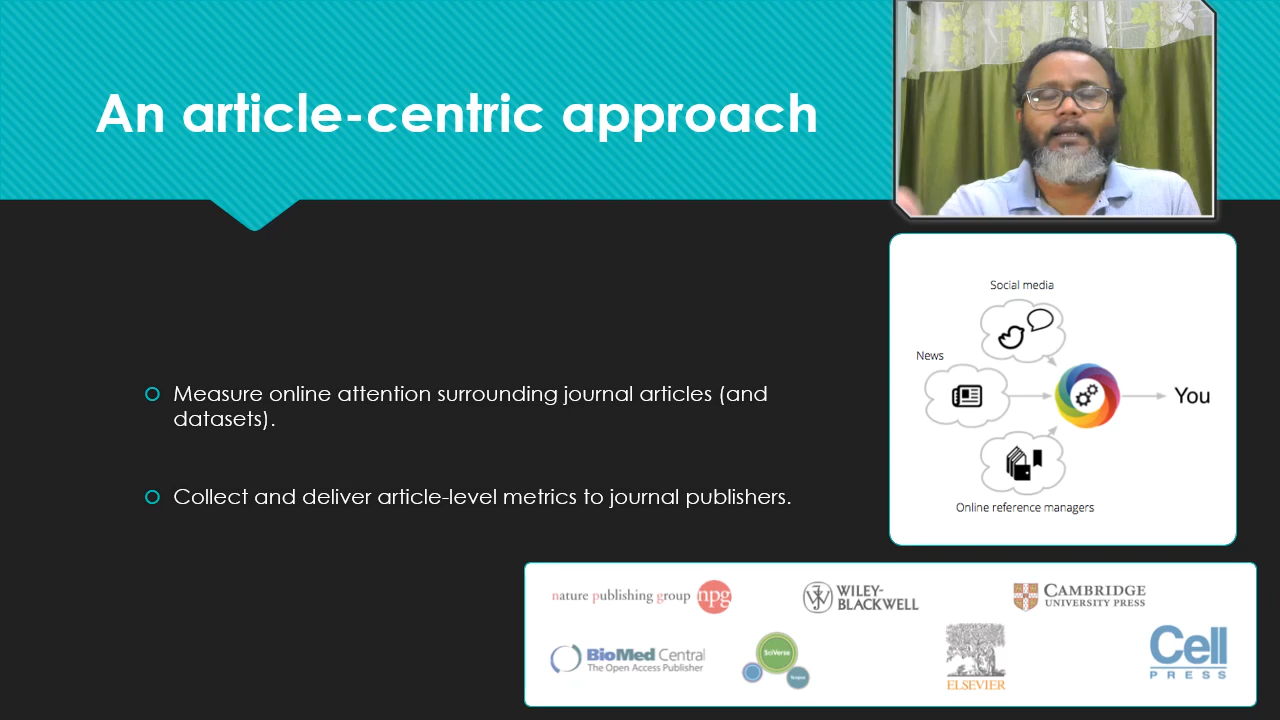 An article-centric approach
Social media
News
You
Online reference managers
Measure online attention surrounding journal articles (and
datasets).
Collect and deliver article-level metrics to journal publishers.
nature publishing group npg
WILEY-
BLACKWELL
CAMBRIDGE
UNIVERSITY PRESS
BioMed Central
The Open Access Publisher
SciVerse
Scopus
ELSEVIER
Cell
PRESS